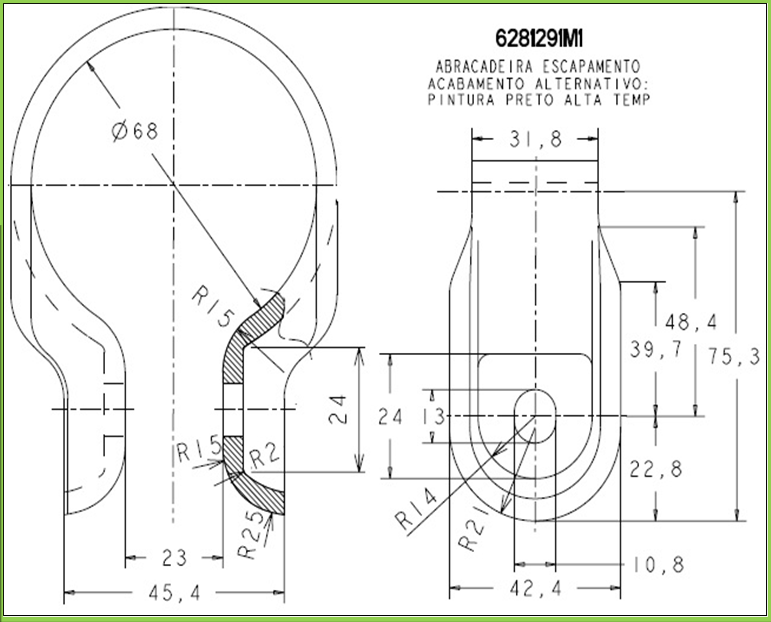 6281291M1
ABRACADEIRA ESCAPAMENTO
ACABAMENTO ALTERNATIVO:
PINTURA PRETO ALTA TEMP
Ø68
31,8
R15
48,4
39,7
75,3
24
24
13
R15
R2
22,8
R14
R21
R25
23
10,8
45,4
42,4